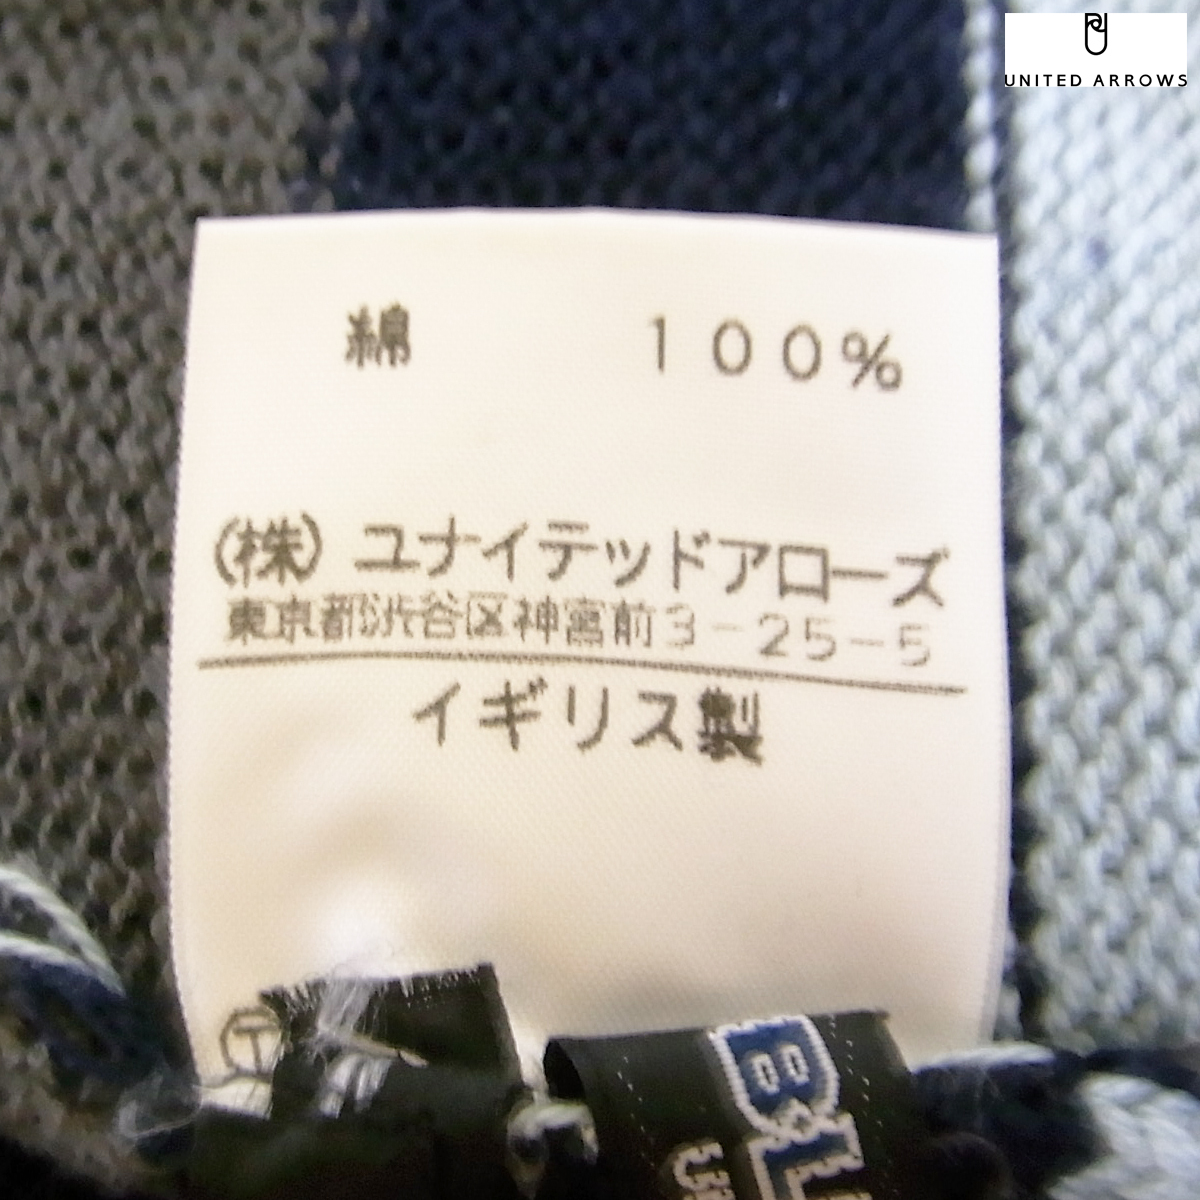 UNITED ARROWS
綿 100%
(株) ユナイテッドアローズ
東京都渋谷区神宮前3-25-5
イギリス製